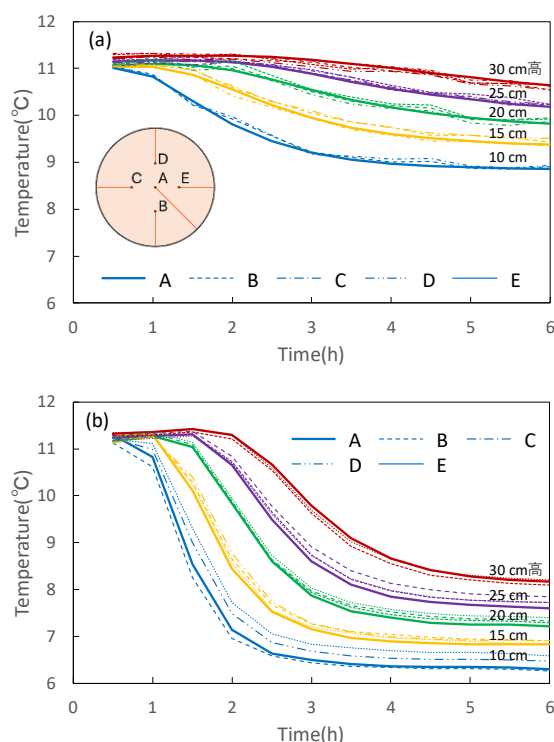 12
(a)
11
30 cm高
25 cm
20 cm
10
15 cm
10 cm
9
D
C A E
B
8
7
A B C D E
6
0 1 2 3 4 5 6
Temperature(℃)
Time(h)
12
(b)
A B C
11
D E
10
9
30 cm高
8
25 cm
20 cm
7
15 cm
10 cm
6
0 1 2 3 4 5 6
Temperature(℃)
Time(h)